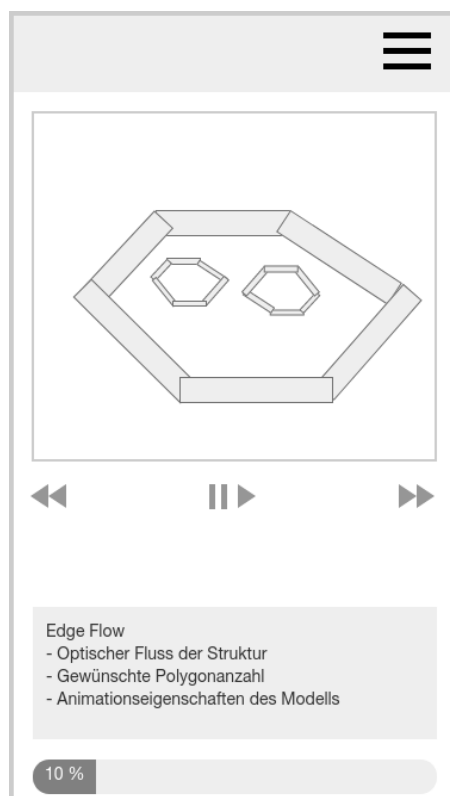 Edge Flow
- Optischer Fluss der Struktur
- Gewünschte Polygonanzahl
- Animationseigenschaften des Modells
10 %